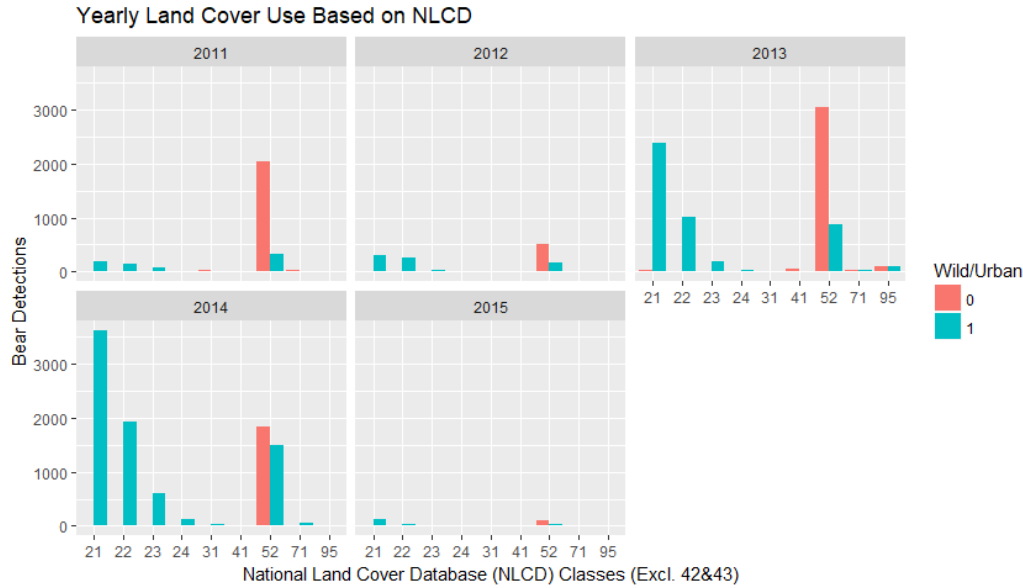 Yearly Land Cover Use Based on NLCD
2011
2012
2013
3000
2000
1000
0
21 22 23 24 31 41 52 71 95
Bear Detections
Wild/Urban
0
1
2014
2015
3000
2000
1000
0
21 22 23 24 31 41 52 71 95
21 22 23 24 31 41 52 71 95
National Land Cover Database (NLCD) Classes (Excl. 42&43)